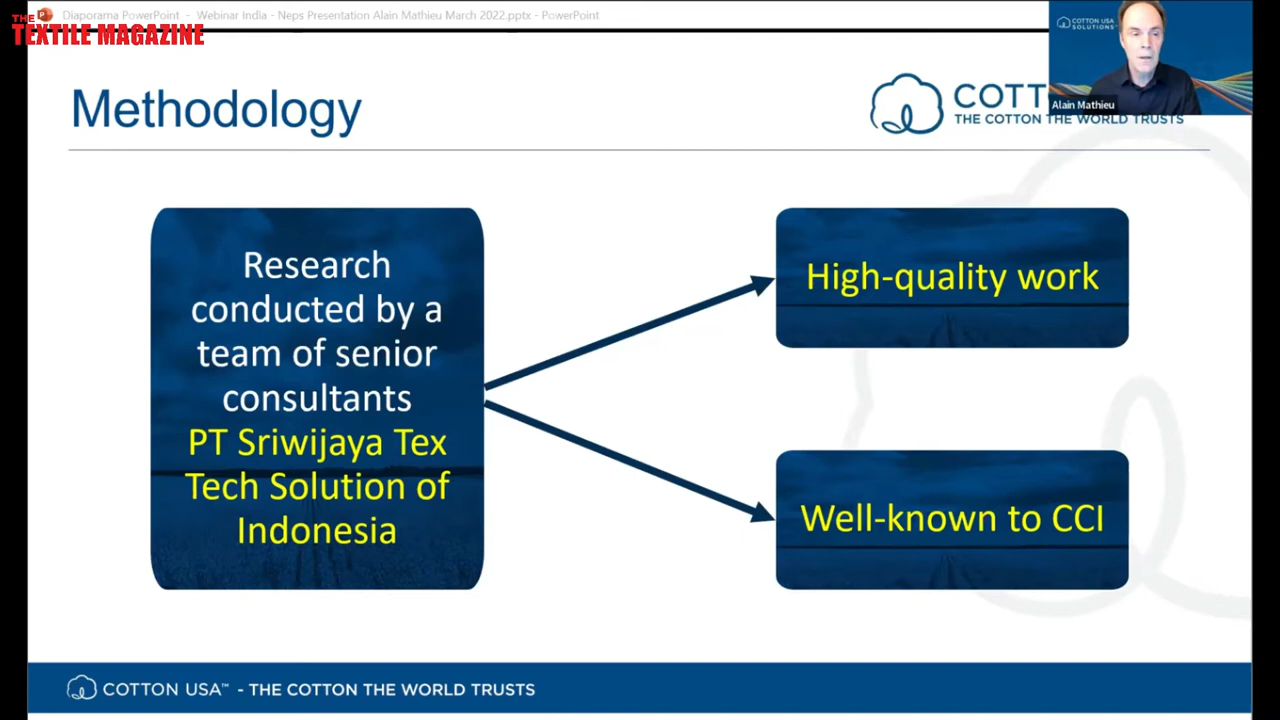 Diaporama PowerPoint - Webinar India - Neps Presentation Alain Mathieu March 2022.pptx - PowerPoint
THE
TEXTILE MAGAZINE
COTTON USA
SOLUTIONS
Alain Mathieu
Methodology
COTT
THE COTTON THE WORLD TRUSTS
Research
conducted by a
team of senior
consultants
PT Sriwijaya Tex
Tech Solution of
Indonesia
High-quality work
Well-known to CCI
COTTON USA™ - THE COTTON THE WORLD TRUSTS